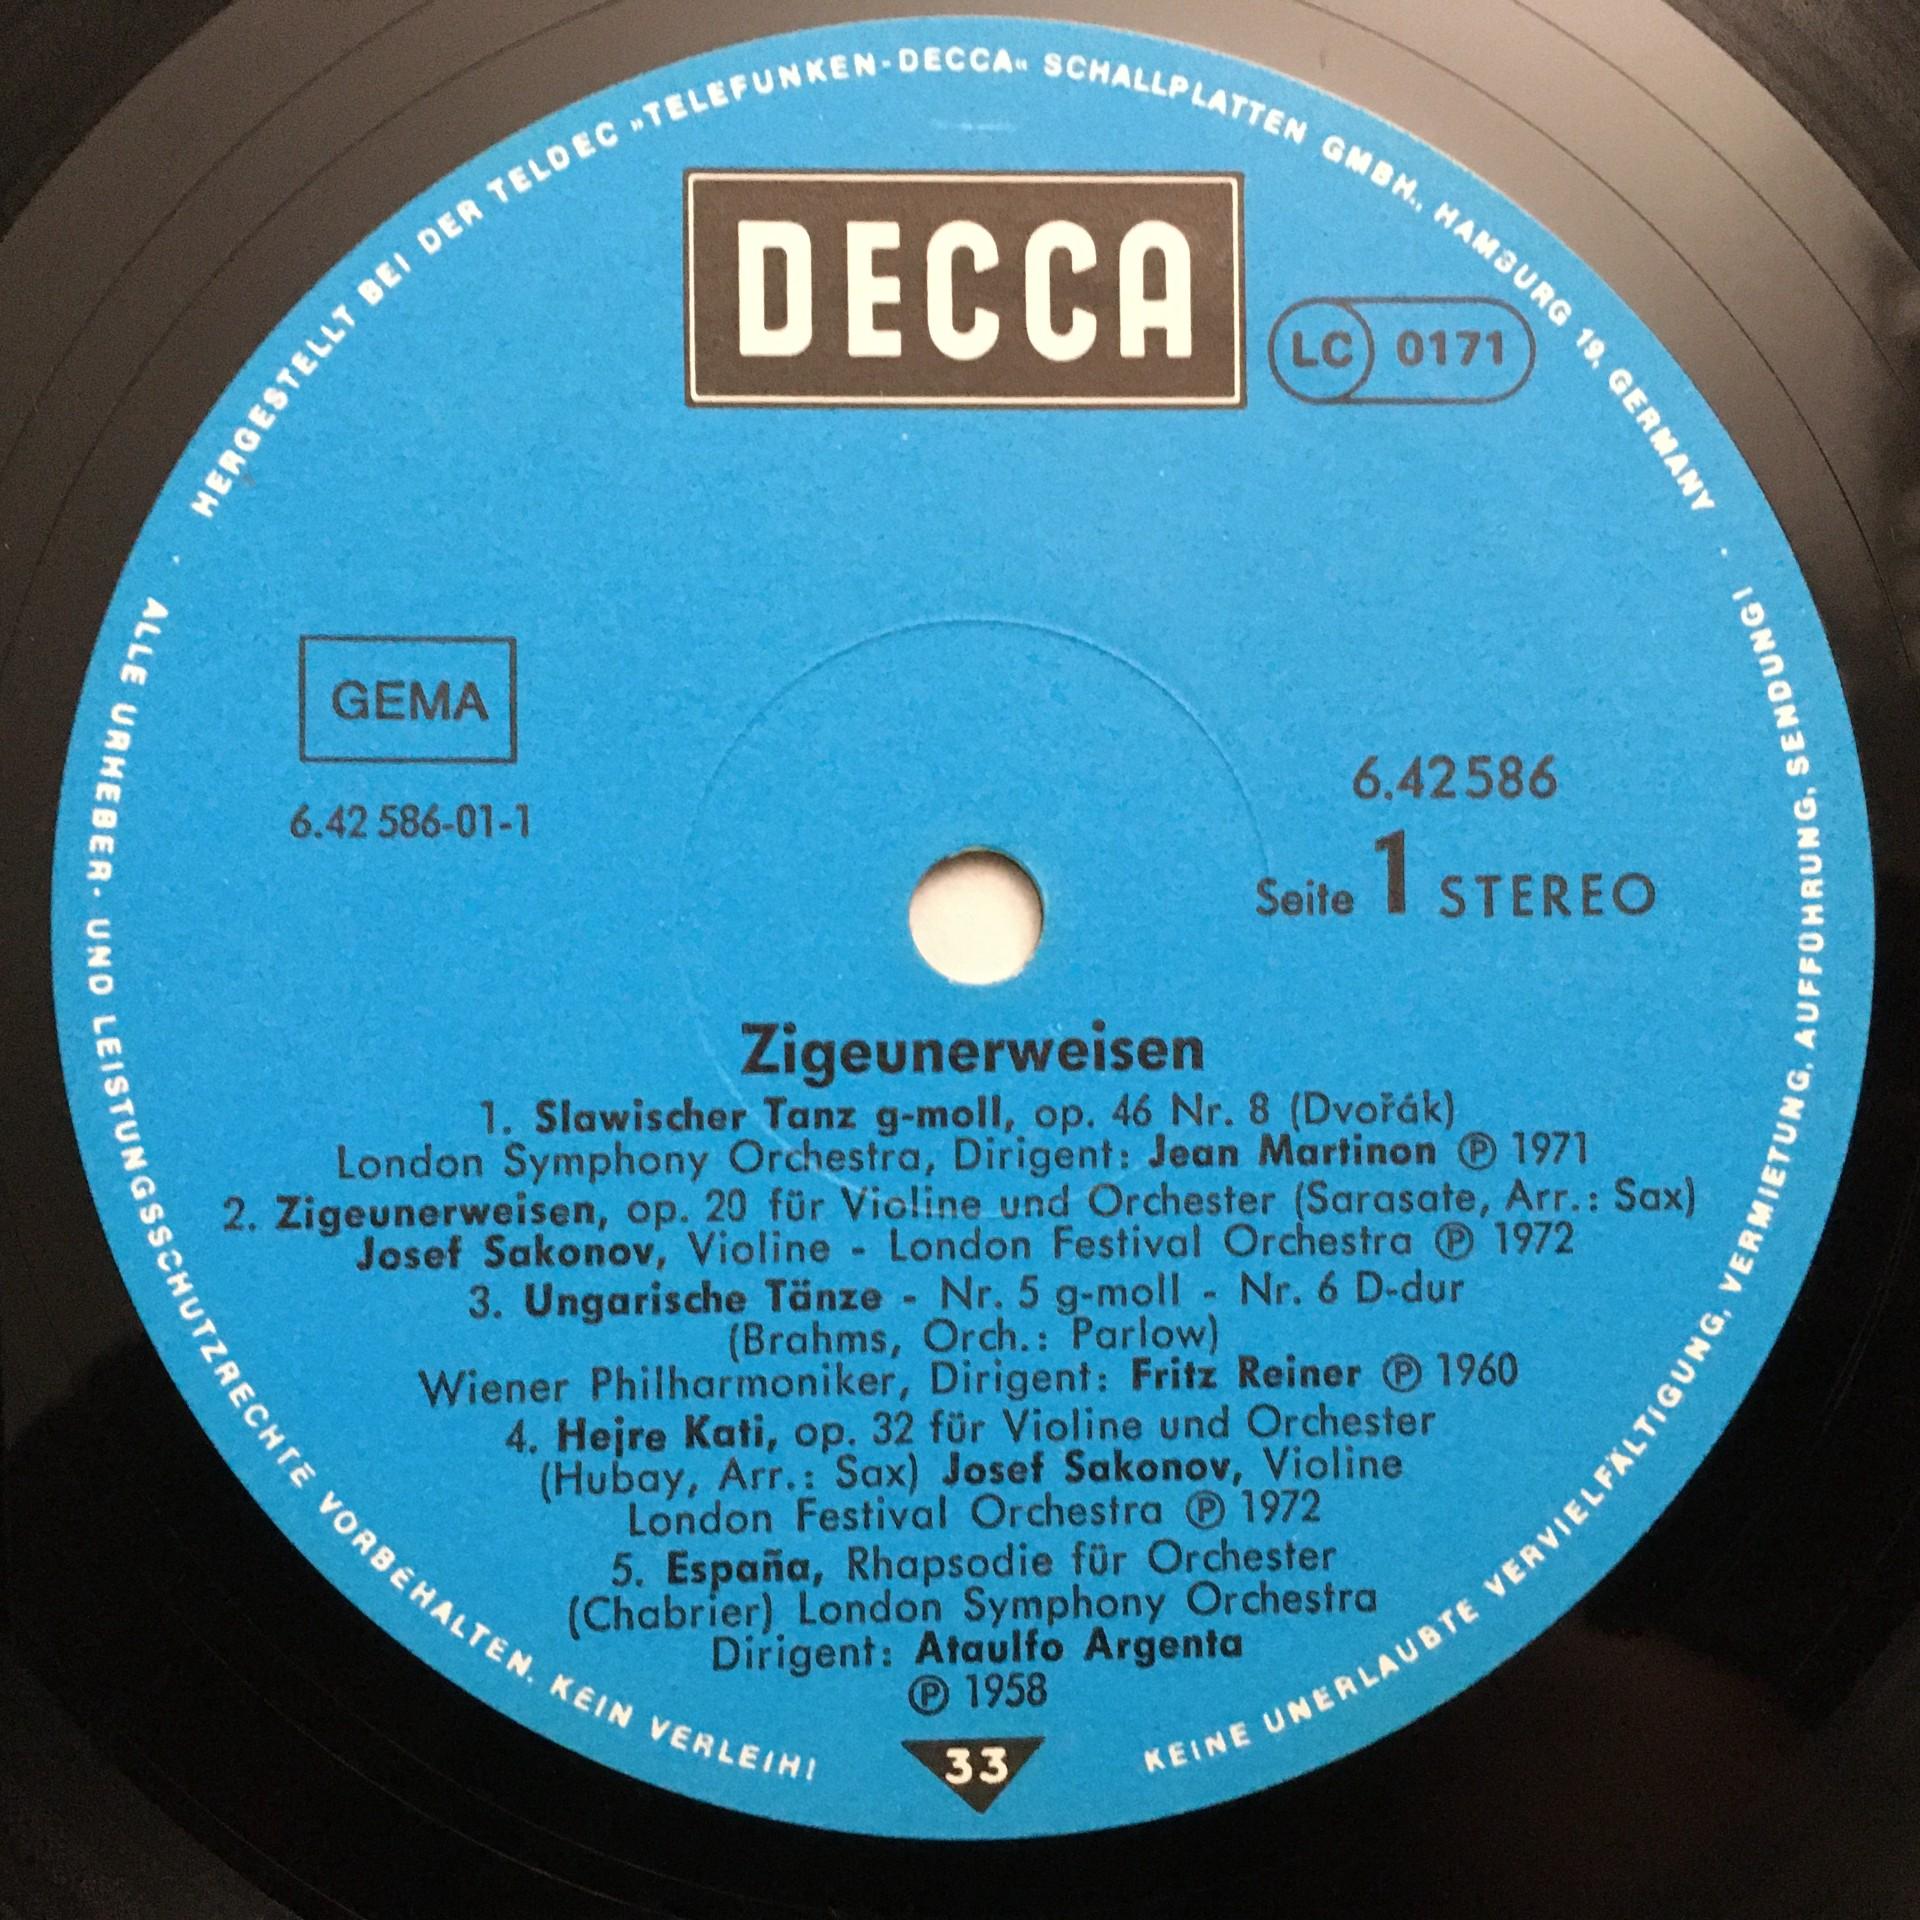 HERGESTELLT BEI DER TELDEC »TELEFUNKEN-DECCA« SCHALLPLATTEN GMBH., HAMBURG 19, GERMANY ·
DECCA
LC 0171
GEMA
6.42586
6.42 586-01-1
Seite 1 STEREO
Zigeunerweisen
1. Slawischer Tanz g-moll, op. 46 Nr. 8 (Dvořák)
London Symphony Orchestra, Dirigent: Jean Martinon ℗ 1971
2. Zigeunerweisen, op. 20 für Violine und Orchester (Sarasate, Arr.: Sax)
Josef Sakonov, Violine - London Festival Orchestra ℗ 1972
3. Ungarische Tänze - Nr. 5 g-moll - Nr. 6 D-dur
(Brahms, Orch.: Parlow)
Wiener Philharmoniker, Dirigent: Fritz Reiner ℗ 1960
4. Hejre Kati, op. 32 für Violine und Orchester
(Hubay, Arr.: Sax) Josef Sakonov, Violine
London Festival Orchestra ℗ 1972
5. España, Rhapsodie für Orchester
(Chabrier) London Symphony Orchestra
Dirigent: Ataulfo Argenta
℗ 1958
33
· ALLE URHEBER- UND LEISTUNGSSCHUTZRECHTE VORBEHALTEN. KEIN VERLEIH!
KEINE UNERLAUBTE VERVIELFÄLTIGUNG, VERMIETUNG, AUFFÜHRUNG, SENDUNG!